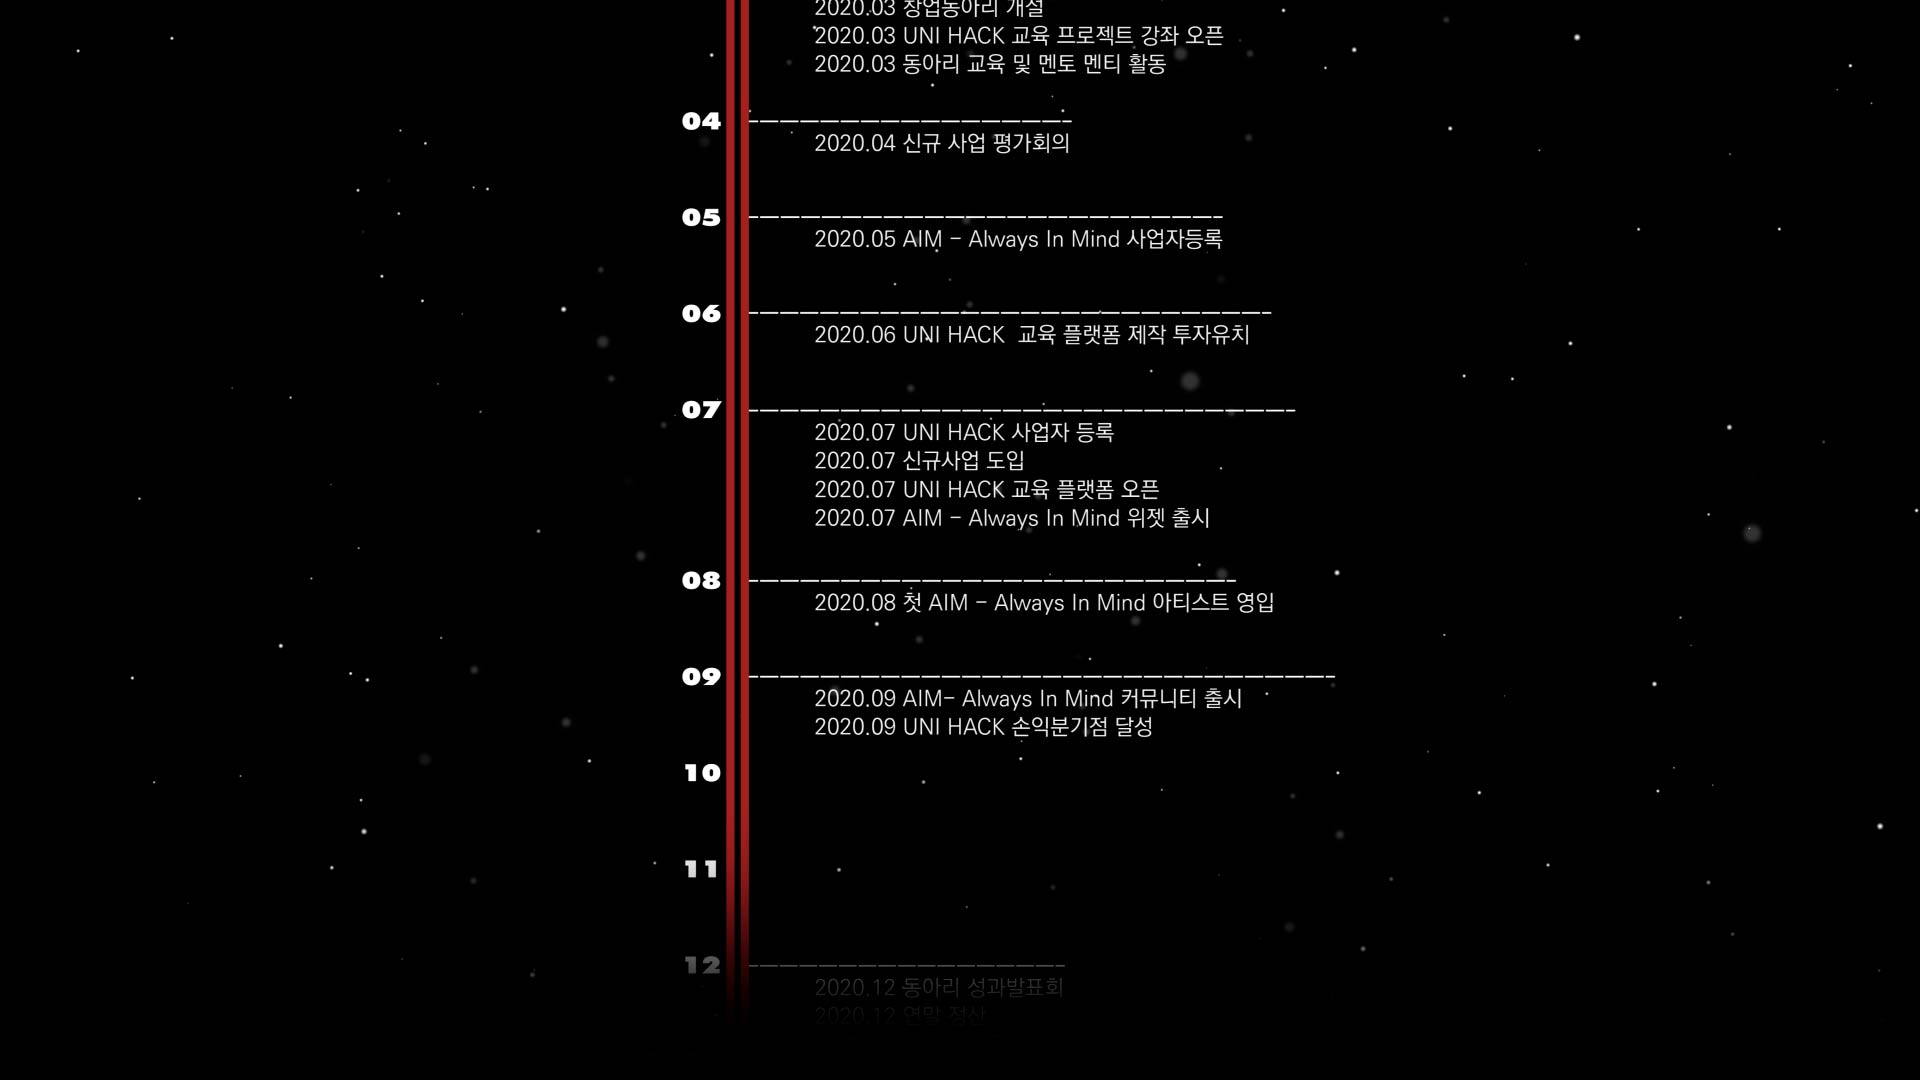 2020.03 창업동아리 개설
2020.03 UNI HACK 교육 프로젝트 강좌 오픈
2020.03 동아리 교육 및 멘토 멘티 활동
04
2020.04 신규 사업 평가회의
05
2020.05 AIM - Always In Mind 사업자등록
06
2020.06 UNI HACK  교육 플랫폼 제작 투자유치
07
2020.07 UNI HACK 사업자 등록
2020.07 신규사업 도입
2020.07 UNI HACK 교육 플랫폼 오픈
2020.07 AIM - Always In Mind 위젯 출시
08
2020.08 첫 AIM - Always In Mind 아티스트 영입
09
2020.09 AIM- Always In Mind 커뮤니티 출시
2020.09 UNI HACK 손익분기점 달성
10
11
12
2020.12 동아리 성과발표회
2020.12 연말 정산